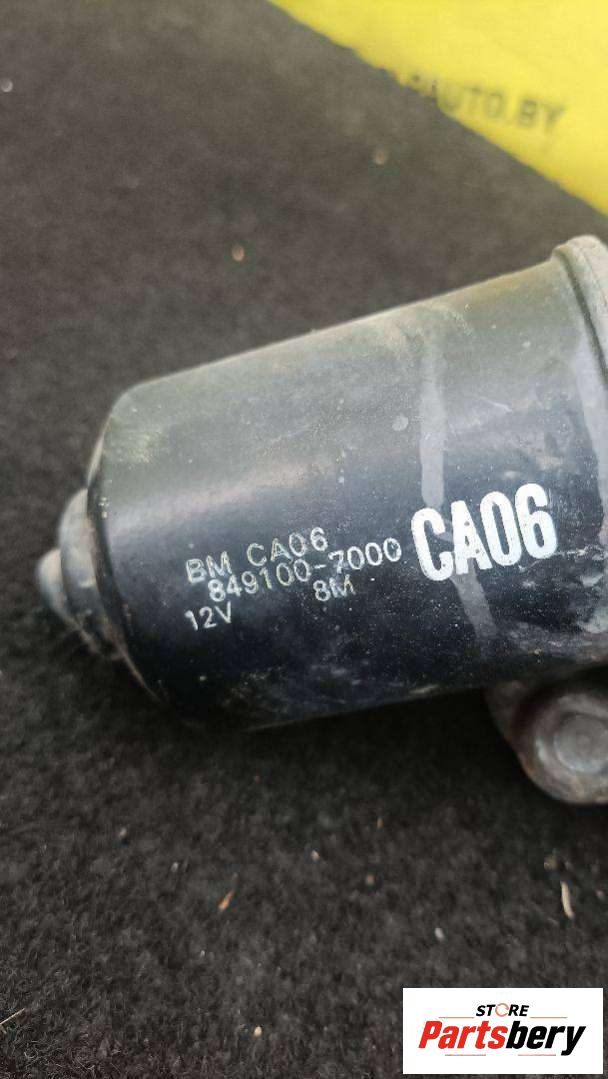 AUTO.BY
BM CA06
849100-7000
12V 8M
CA06
STORE
Partsbery